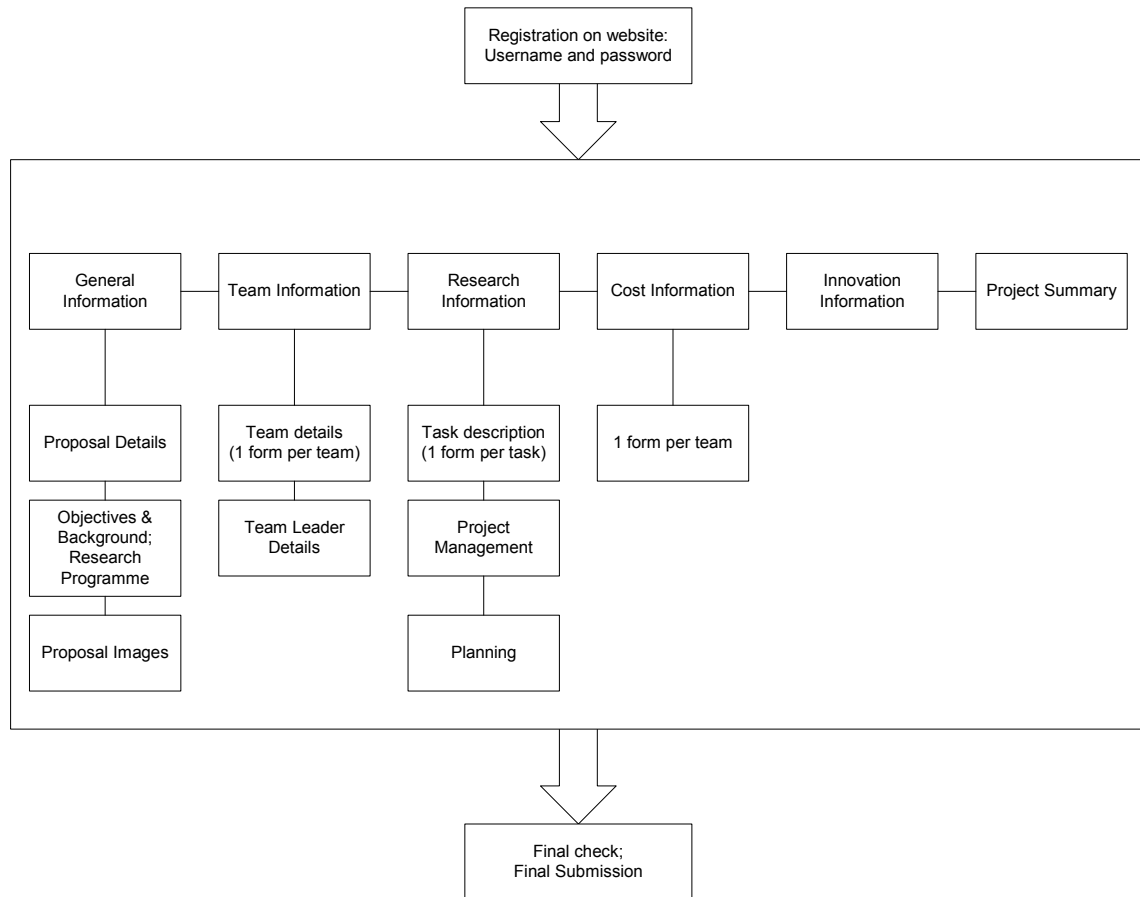 Registration on website:
Username and password
General
Information
Team Information
Research
Information
Cost Information
Innovation
Information
Project Summary
Proposal Details
Team details
(1 form per team)
Task description
(1 form per task)
1 form per team
Objectives &
Background;
Research
Programme
Team Leader
Details
Project
Management
Proposal Images
Planning
Final check;
Final Submission